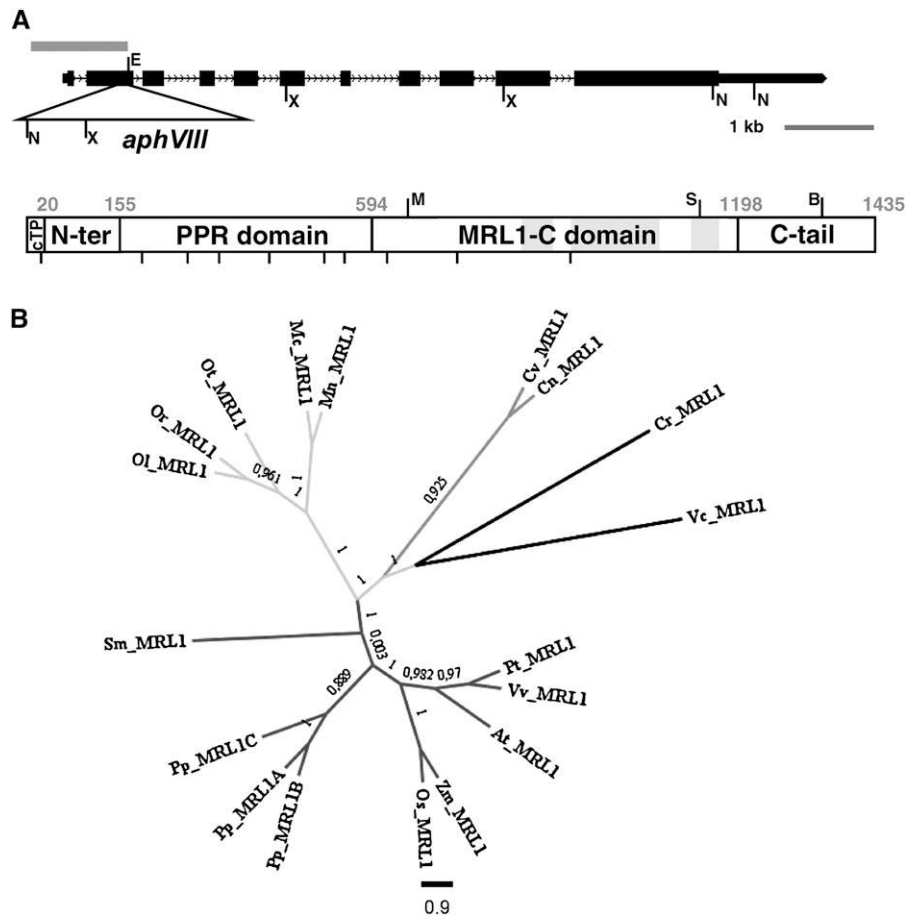 A
E
X
X
N
N
N
X
aphVIII
1 kb
20
155
594
M
S
1198
B
1435
cTP
N-ter
PPR domain
MRL1-C domain
C-tail
B
Mc_MRL1
Mn_MRL1
Ot_MRL1
Or_MRL1
Ol_MRL1
0,961
1
1
1
Cv_MRL1
Cn_MRL1
0,925
Cr_MRL1
Vc_MRL1
1
1
1
Sm_MRL1
0,003
0,889
1
0,982
0,97
Pt_MRL1
Vv_MRL1
At_MRL1
1
1
Pp_MRL1C
Pp_MRL1A
Pp_MRL1B
Os_MRL1
Zm_MRL1
0.9